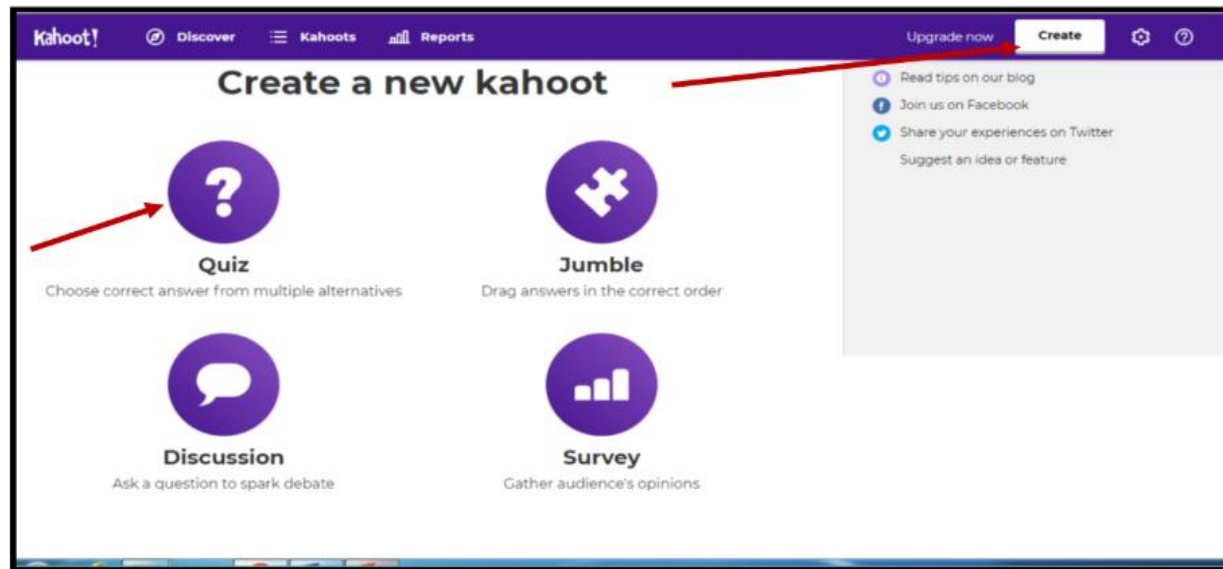 Kahoot! Discover Kahoots Reports Upgrade now Create
Create a new kahoot
Read tips on our blog
Join us on Facebook
Share your experiences on Twitter
Suggest an idea or feature
Quiz
Choose correct answer from multiple alternatives
Jumble
Drag answers in the correct order
Discussion
Ask a question to spark debate
Survey
Gather audience's opinions